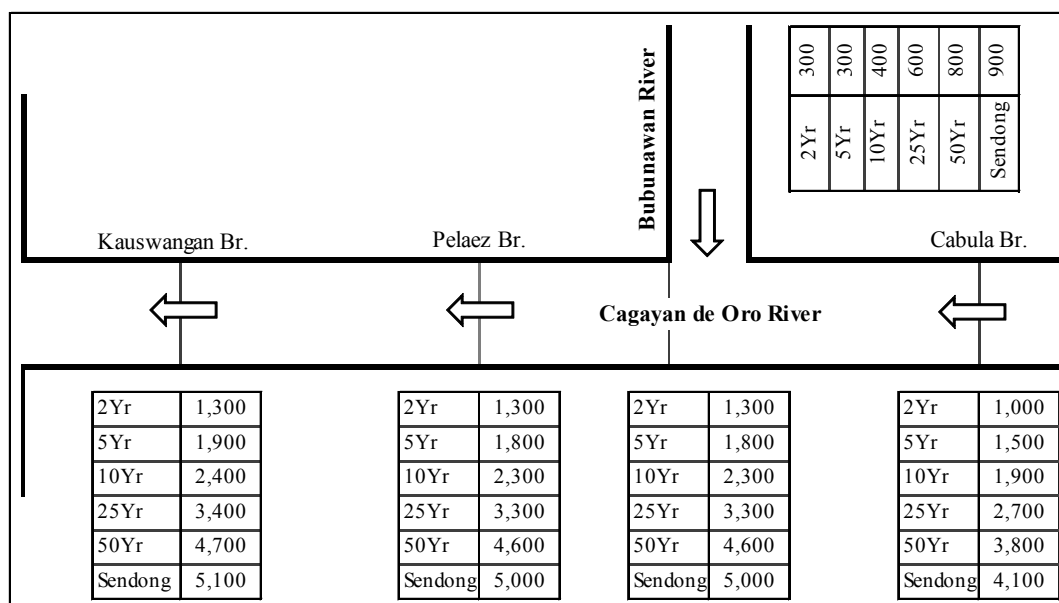 Bubunawan River
300 300 400 600 800 900
2Yr 5Yr 10Yr 25Yr 50Yr Sendong
Kauswangan Br. Pelaez Br. Cabula Br.
Cagayan de Oro River
2Yr 1,300 2Yr 1,300 2Yr 1,300 2Yr 1,000
5Yr 1,900 5Yr 1,800 5Yr 1,800 5Yr 1,500
10Yr 2,400 10Yr 2,300 10Yr 2,300 10Yr 1,900
25Yr 3,400 25Yr 3,300 25Yr 3,300 25Yr 2,700
50Yr 4,700 50Yr 4,600 50Yr 4,600 50Yr 3,800
Sendong 5,100 Sendong 5,000 Sendong 5,000 Sendong 4,100